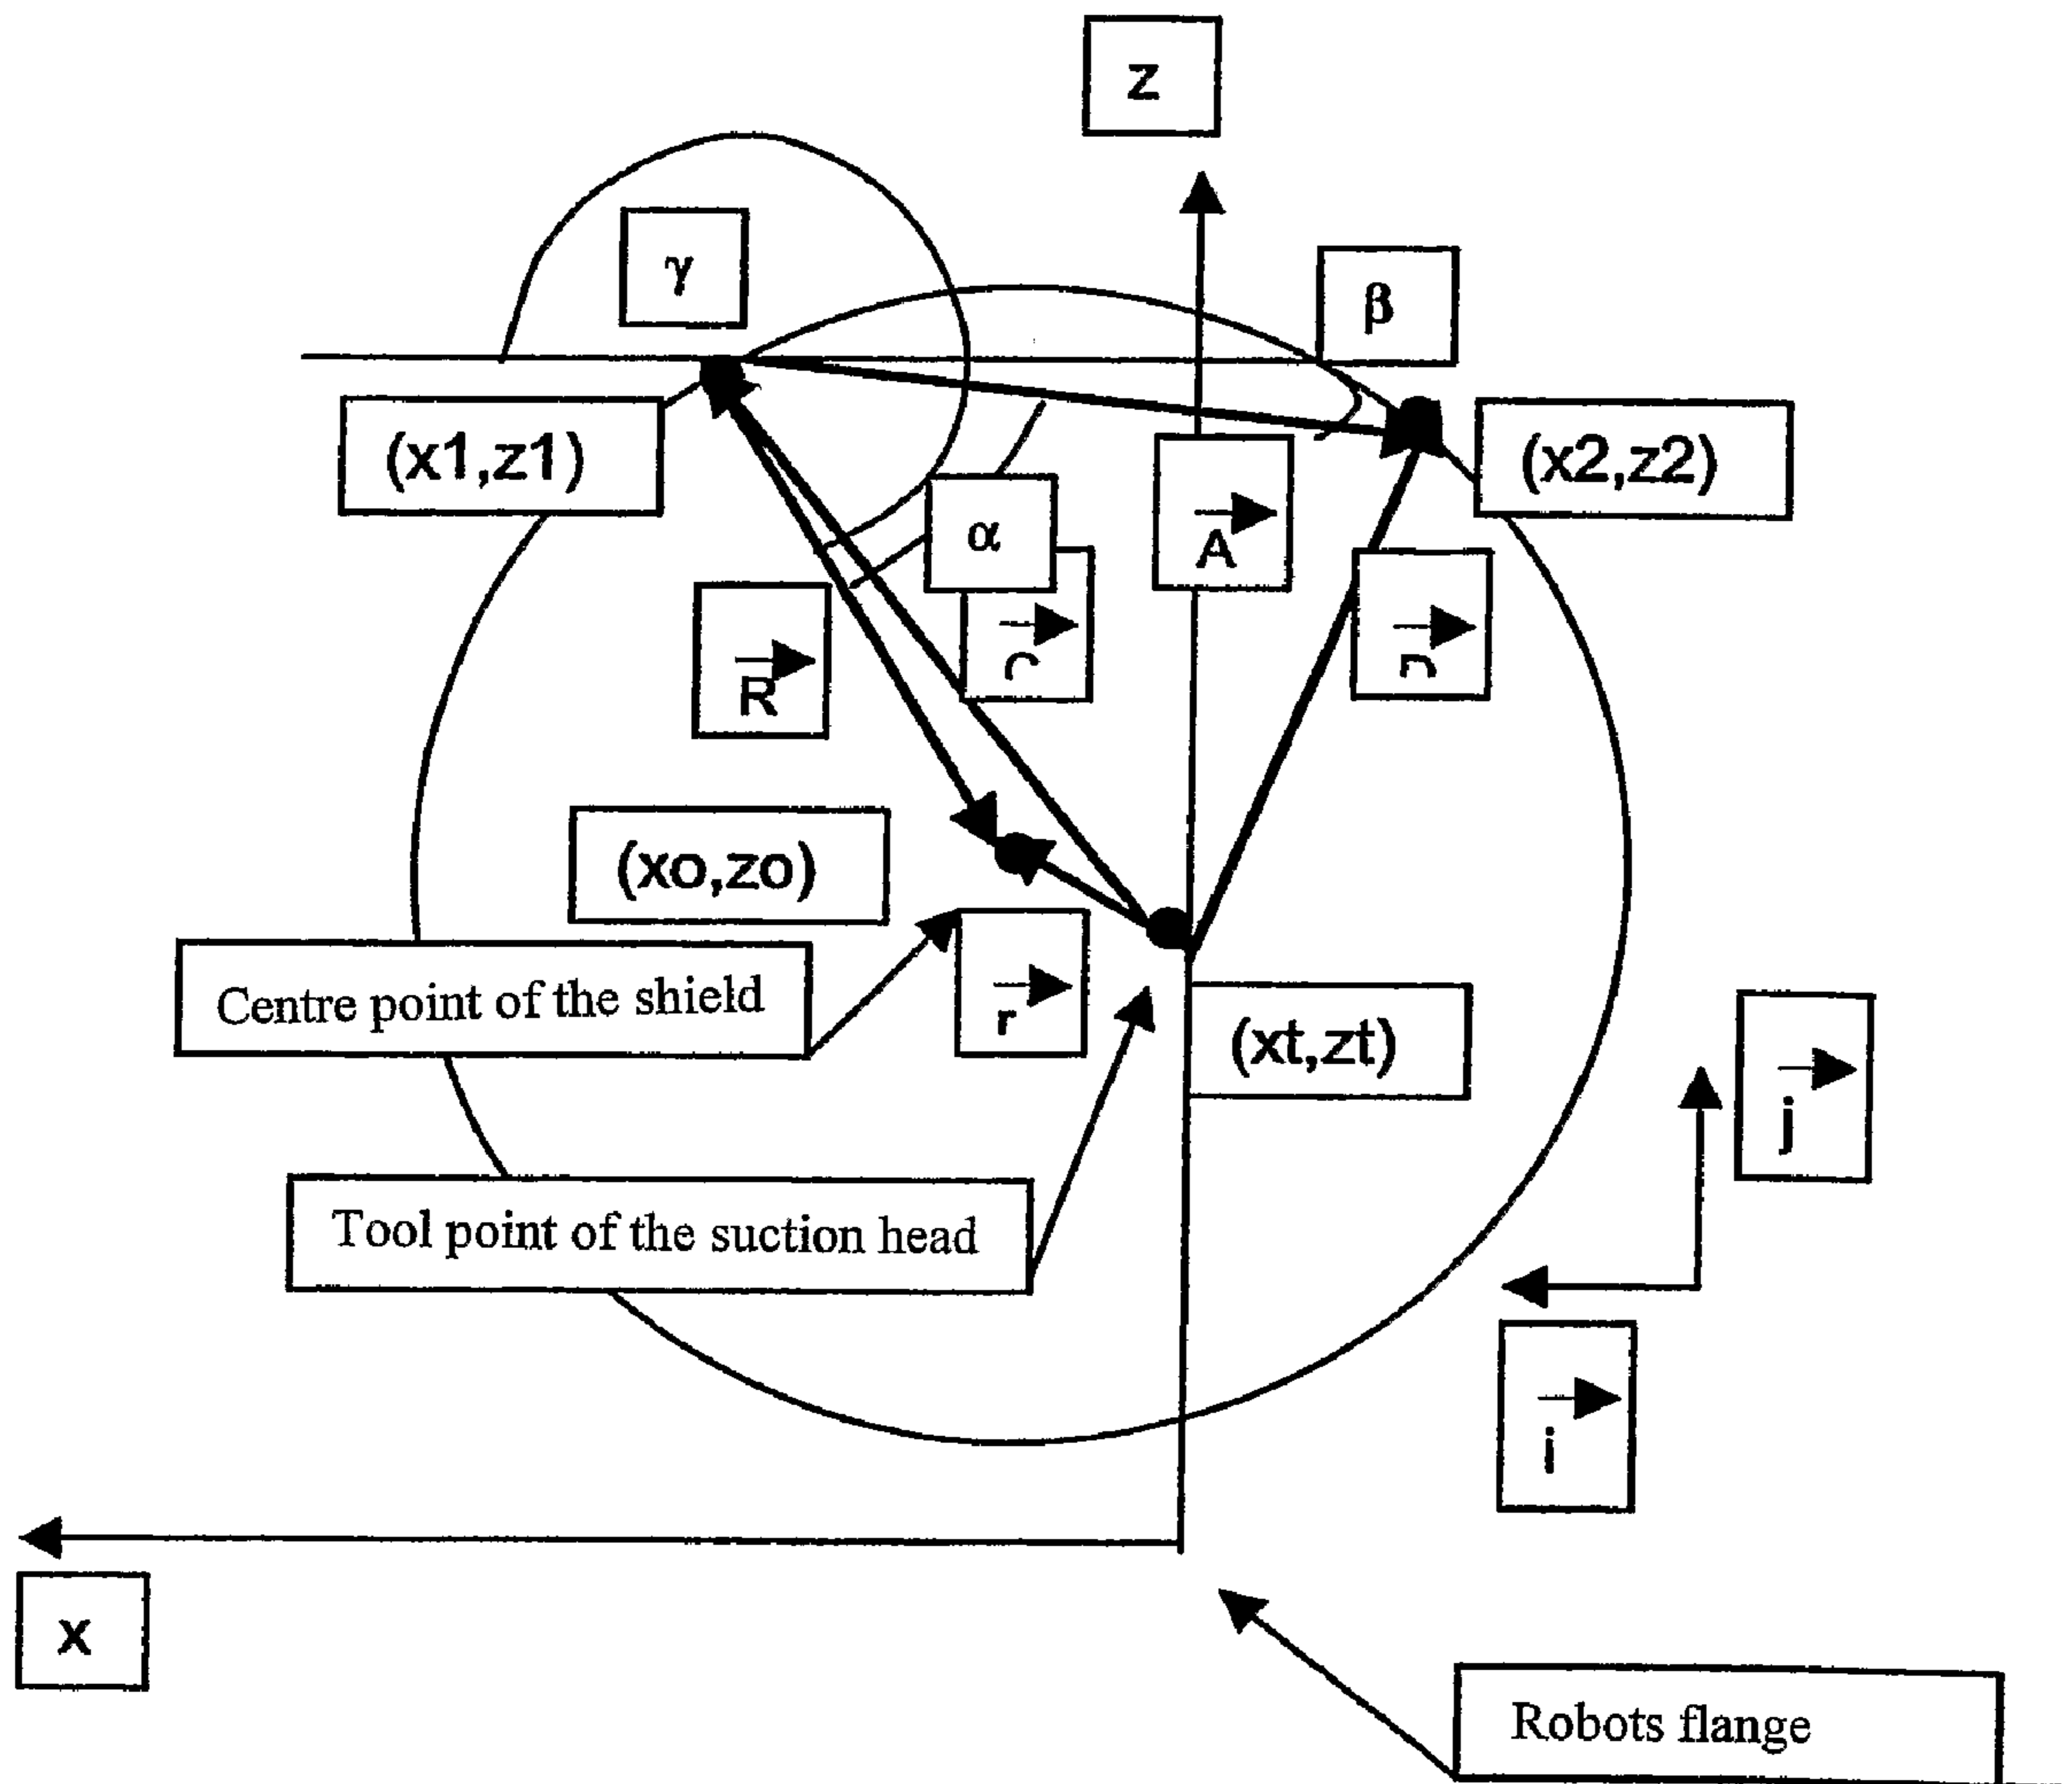 z
γ
β
(x1,z1)
(x2,z2)
α
A
R
(xo,zo)
Centre point of the shield
r
(xt,zt)
j
Tool point of the suction head
i
x
Robots flange